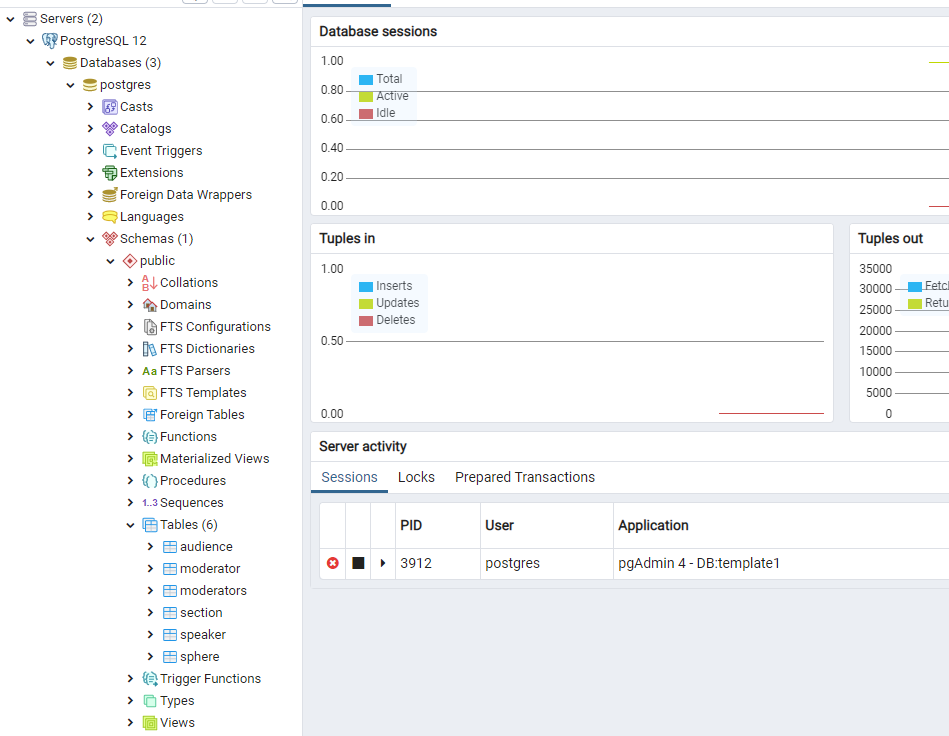 Servers (2)
PostgreSQL 12
Databases (3)
postgres
Casts
Catalogs
Event Triggers
Extensions
Foreign Data Wrappers
Languages
Schemas (1)
public
Collations
Domains
FTS Configurations
FTS Dictionaries
Aa FTS Parsers
FTS Templates
Foreign Tables
Functions
Materialized Views
Procedures
1..3 Sequences
Tables (6)
audience
moderator
moderators
section
speaker
sphere
Trigger Functions
Types
Views
Database sessions
1.00
0.80
0.60
0.40
0.20
0.00
Total
Active
Idle
Tuples in
1.00
0.50
0.00
Inserts
Updates
Deletes
Tuples out
35000
30000
25000
20000
15000
10000
5000
0
Fetc
Retu
Server activity
Sessions Locks Prepared Transactions
PID User Application
3912 postgres pgAdmin 4 - DB:template1